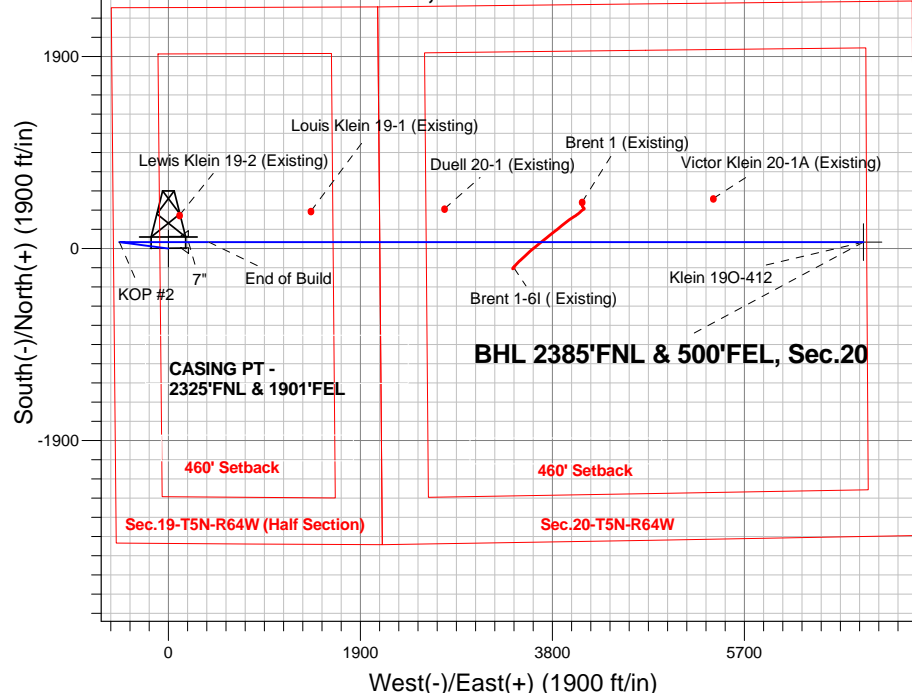 1900
Louis Klein 19-1 (Existing)
Brent 1 (Existing)
Lewis Klein 19-2 (Existing)
Duell 20-1 (Existing)
Victor Klein 20-1A (Existing)
South(-)/North(+) (1900 ft/in)
0
KOP #2
7"
End of Build
Klein 19O-412
Brent 1-6I ( Existing)
BHL 2385'FNL & 500'FEL, Sec.20
CASING PT -
2325'FNL & 1901'FEL
-1900
460' Setback
460' Setback
Sec.19-T5N-R64W (Half Section)
Sec.20-T5N-R64W
0
1900
3800
5700
West(-)/East(+) (1900 ft/in)